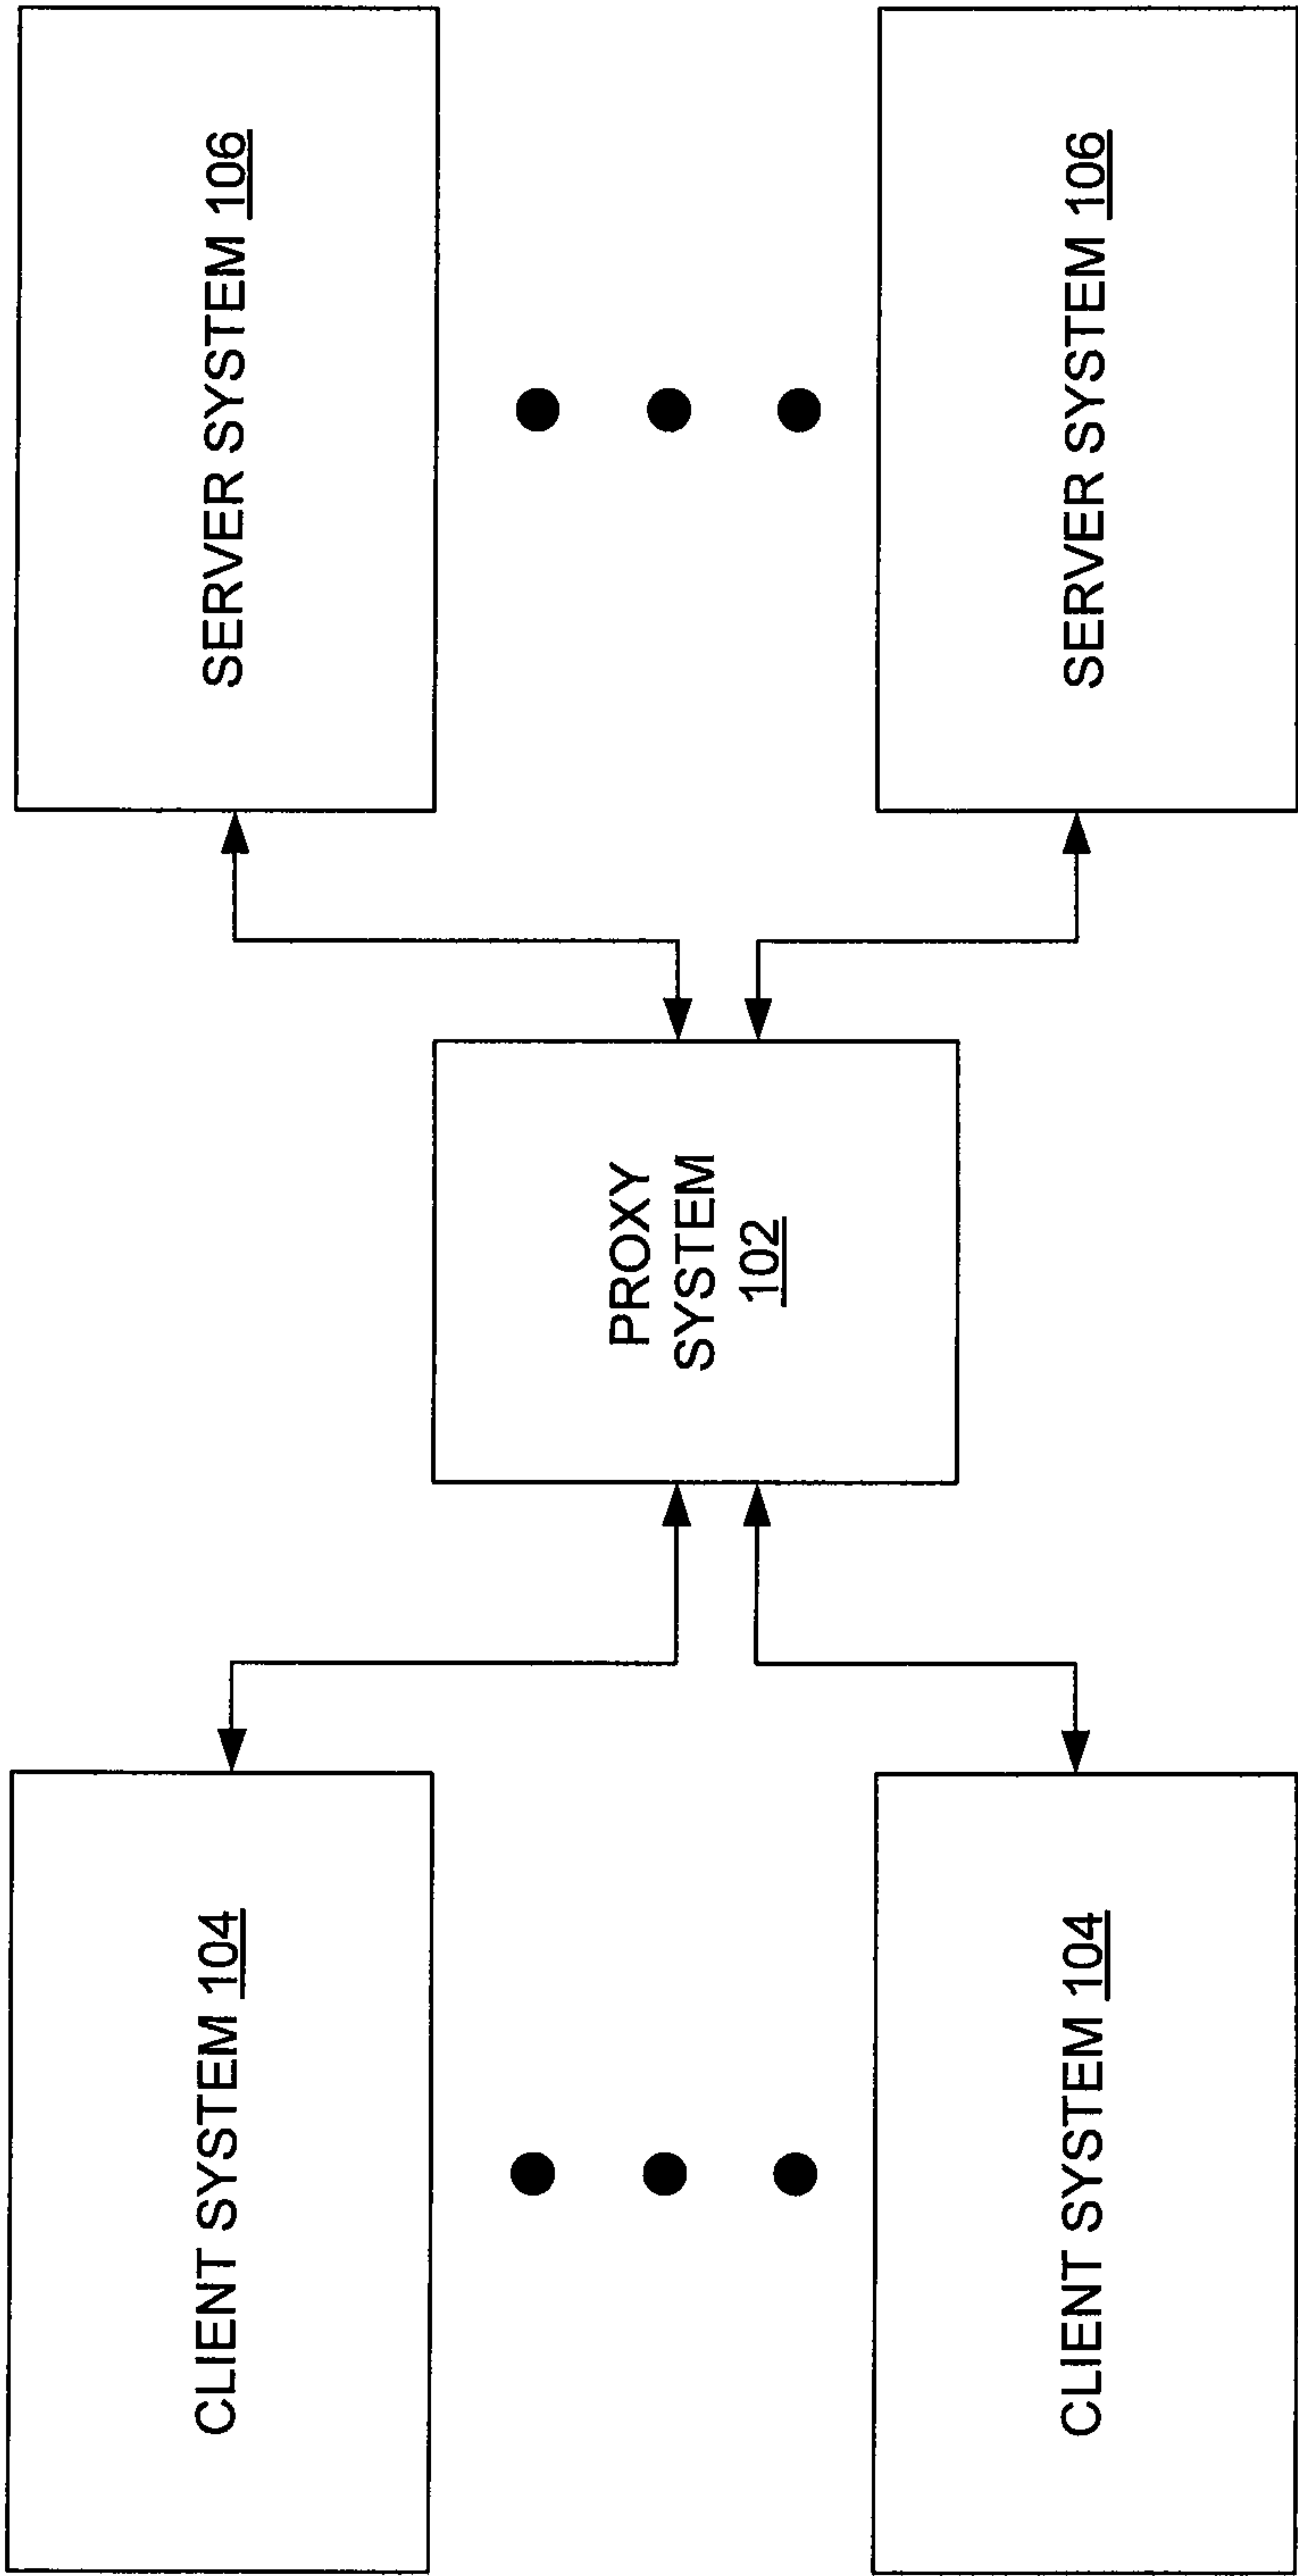 CLIENT SYSTEM 104
CLIENT SYSTEM 104
PROXY
SYSTEM
102
SERVER SYSTEM 106
SERVER SYSTEM 106